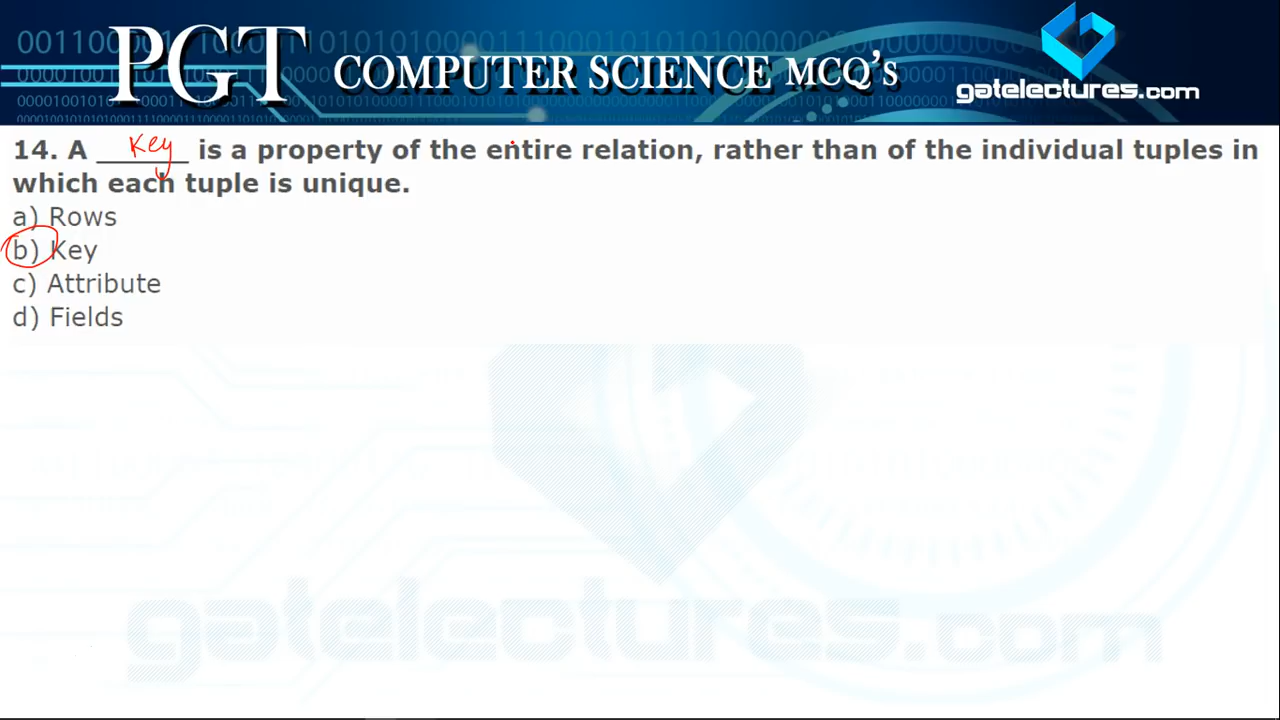 PGT COMPUTER SCIENCE MCQ's
gatelectures.com
14. A Key is a property of the entire relation, rather than of the individual tuples in
which each tuple is unique.
a) Rows
b) Key
c) Attribute
d) Fields
gatelectures.com